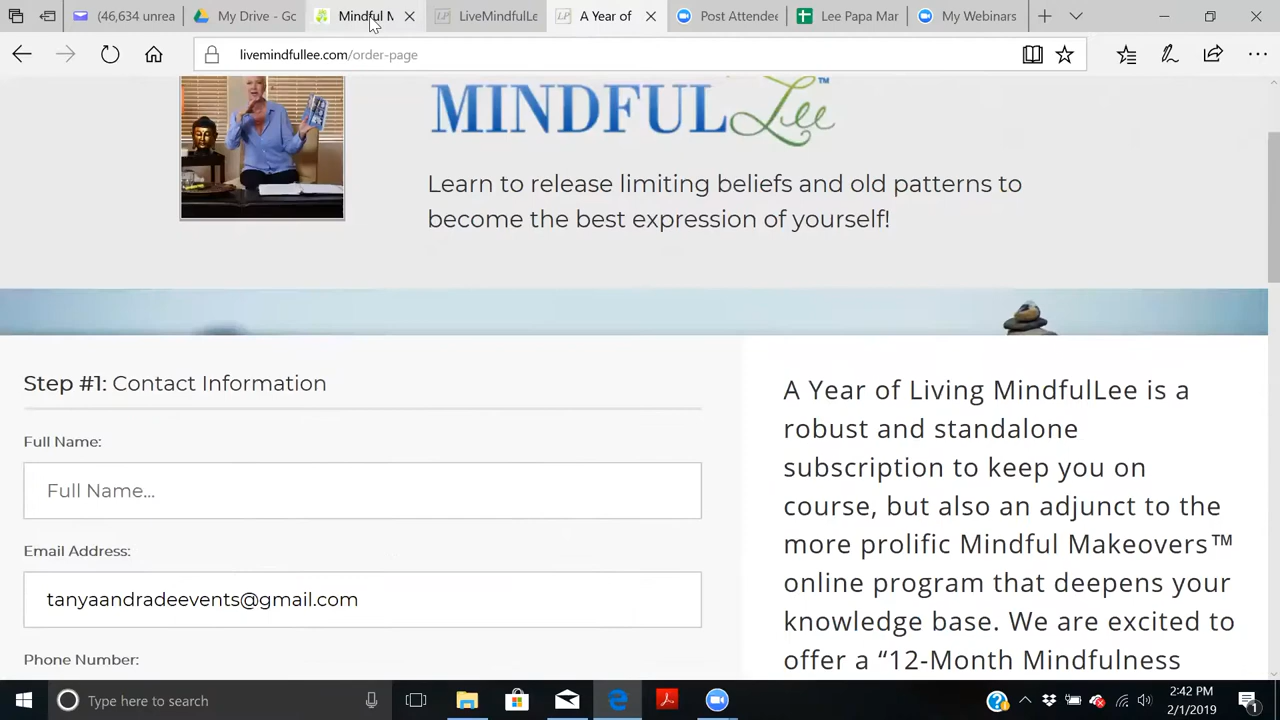 (46,634 unrea
My Drive - Gc
Mindful M
LiveMindfulLe
A Year of
Post Attendee
Lee Papa Mar
My Webinars
livemindfullee.com/order-page
MINDFUL Lee™
Learn to release limiting beliefs and old patterns to
become the best expression of yourself!
Step #1: Contact Information
Full Name:
Full Name...
Email Address:
tanyaandradeevents@gmail.com
Phone Number:
A Year of Living MindfulLee is a
robust and standalone
subscription to keep you on
course, but also an adjunct to the
more prolific Mindful Makeovers™
online program that deepens your
knowledge base. We are excited to
offer a “12-Month Mindfulness
Type here to search
2:42 PM
2/1/2019
1